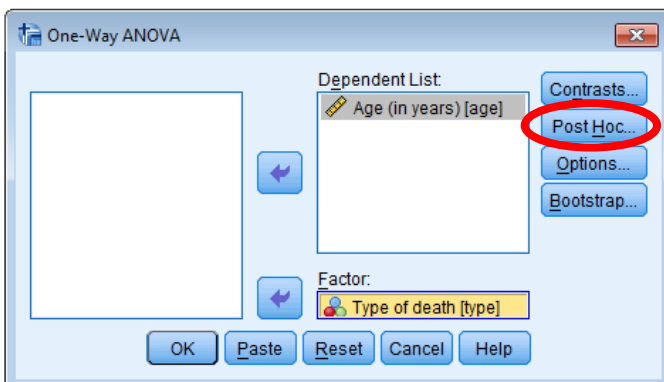 One-Way ANOVA
Dependent List:
Age (in years) [age]
Contrasts...
Post Hoc...
Options...
Bootstrap...
Factor:
Type of death [type]
OK Paste Reset Cancel Help